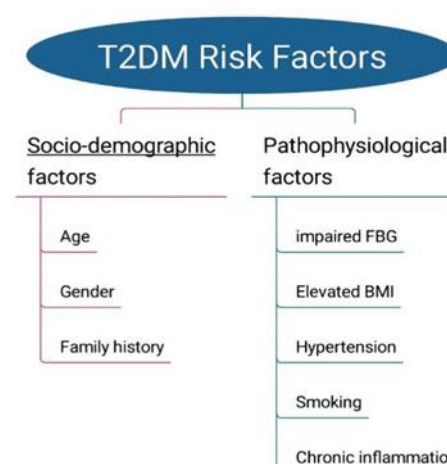 T2DM Risk Factors
Socio-demographic
factors
Age
Gender
Family history
Pathophysiological
factors
impaired FBG
Elevated BMI
Hypertension
Smoking
Chronic inflammatio